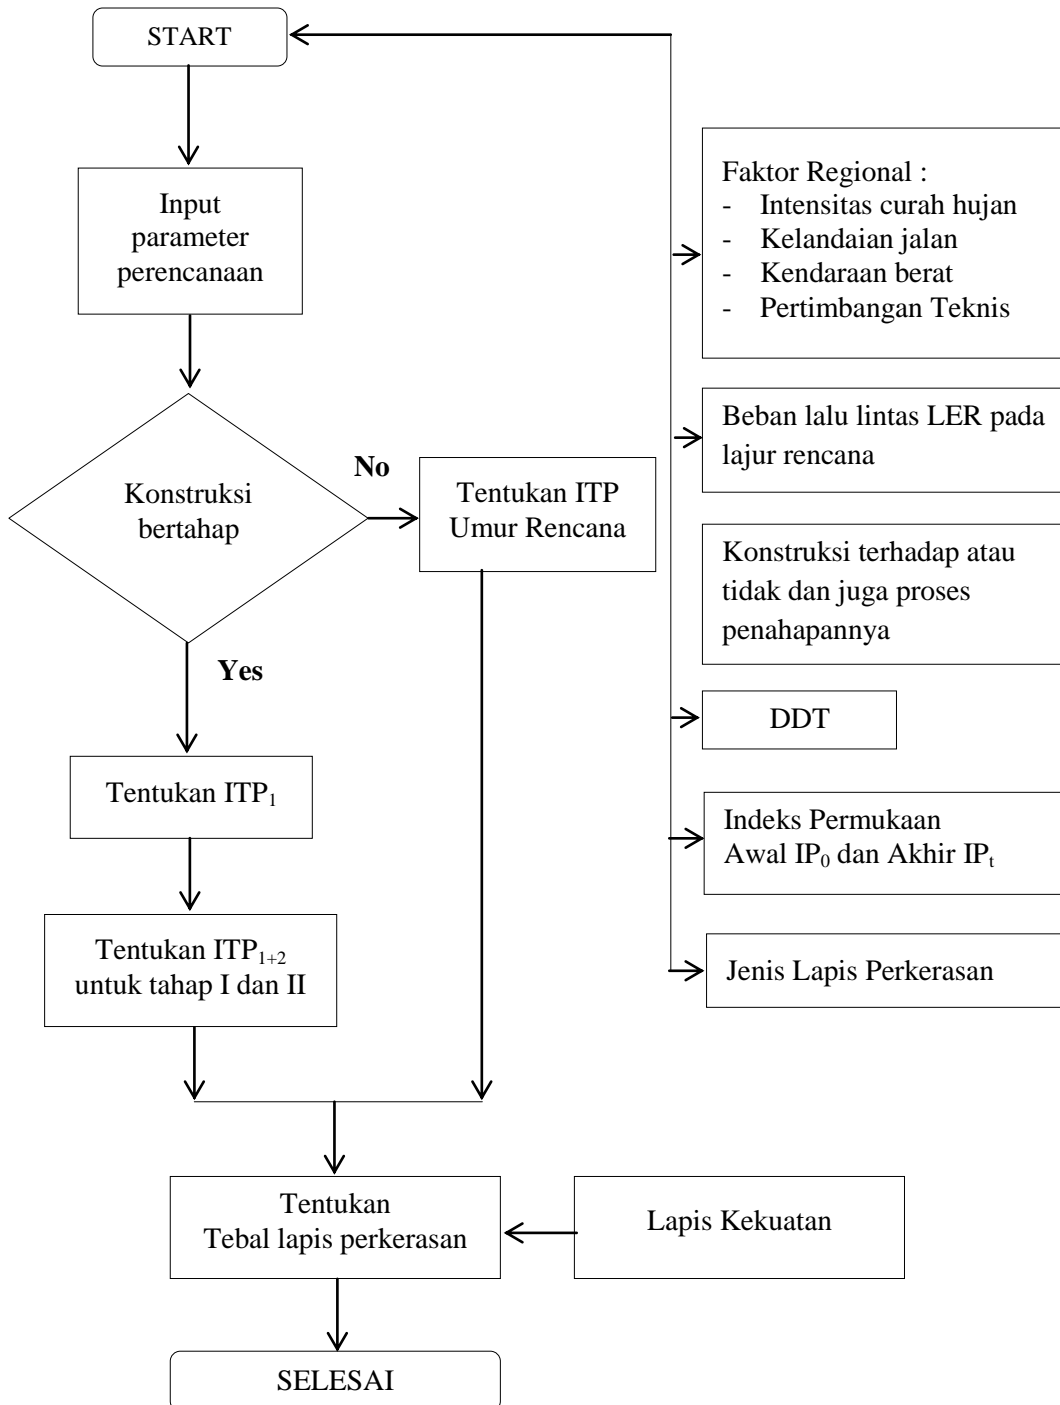 START
Input
parameter
perencanaan
Konstruksi
bertahap
No
Tentukan ITP
Umur Rencana
Yes
Tentukan ITP₁
Tentukan ITP₁₊₂
untuk tahap I dan II
Tentukan
Tebal lapis perkerasan
Lapis Kekuatan
SELESAI
Faktor Regional :
- Intensitas curah hujan
- Kelandaian jalan
- Kendaraan berat
- Pertimbangan Teknis
Beban lalu lintas LER pada
lajur rencana
Konstruksi terhadap atau
tidak dan juga proses
penahapannya
DDT
Indeks Permukaan
Awal IP₀ dan Akhir IPₜ
Jenis Lapis Perkerasan